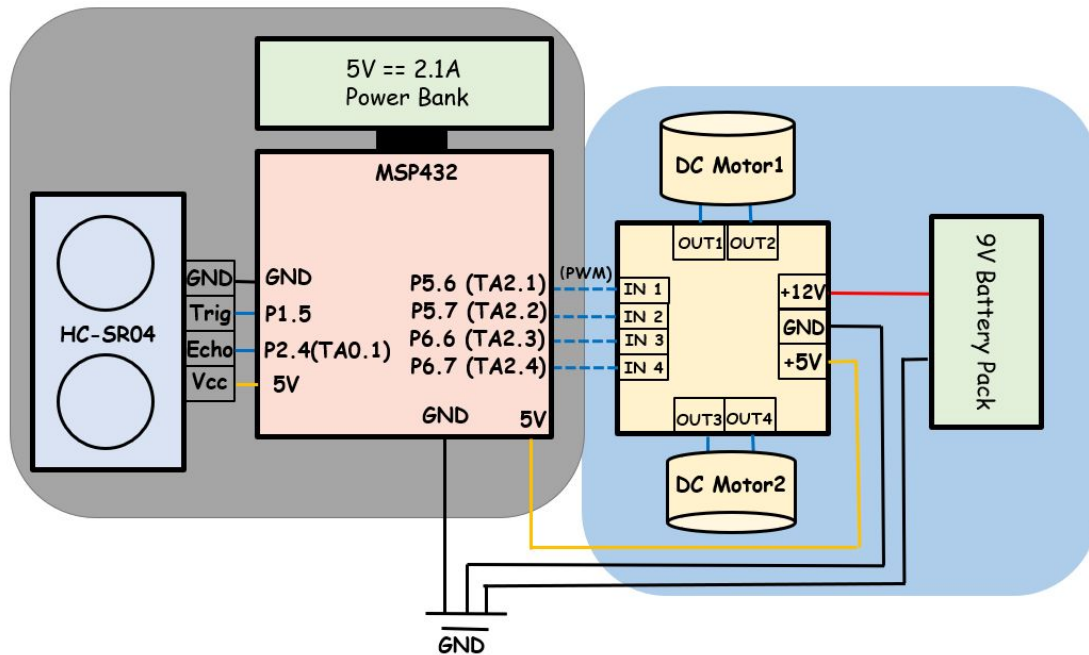 5V == 2.1A
Power Bank
MSP432
HC-SR04
GND
Trig
Echo
Vcc
GND
P1.5
P2.4(TA0.1)
5V
P5.6 (TA2.1)
P5.7 (TA2.2)
P6.6 (TA2.3)
P6.7 (TA2.4)
GND
5V
(PWM)
DC Motor1
OUT1
OUT2
IN 1
IN 2
IN 3
IN 4
+12V
GND
+5V
OUT3
OUT4
DC Motor2
9V Battery Pack
GND